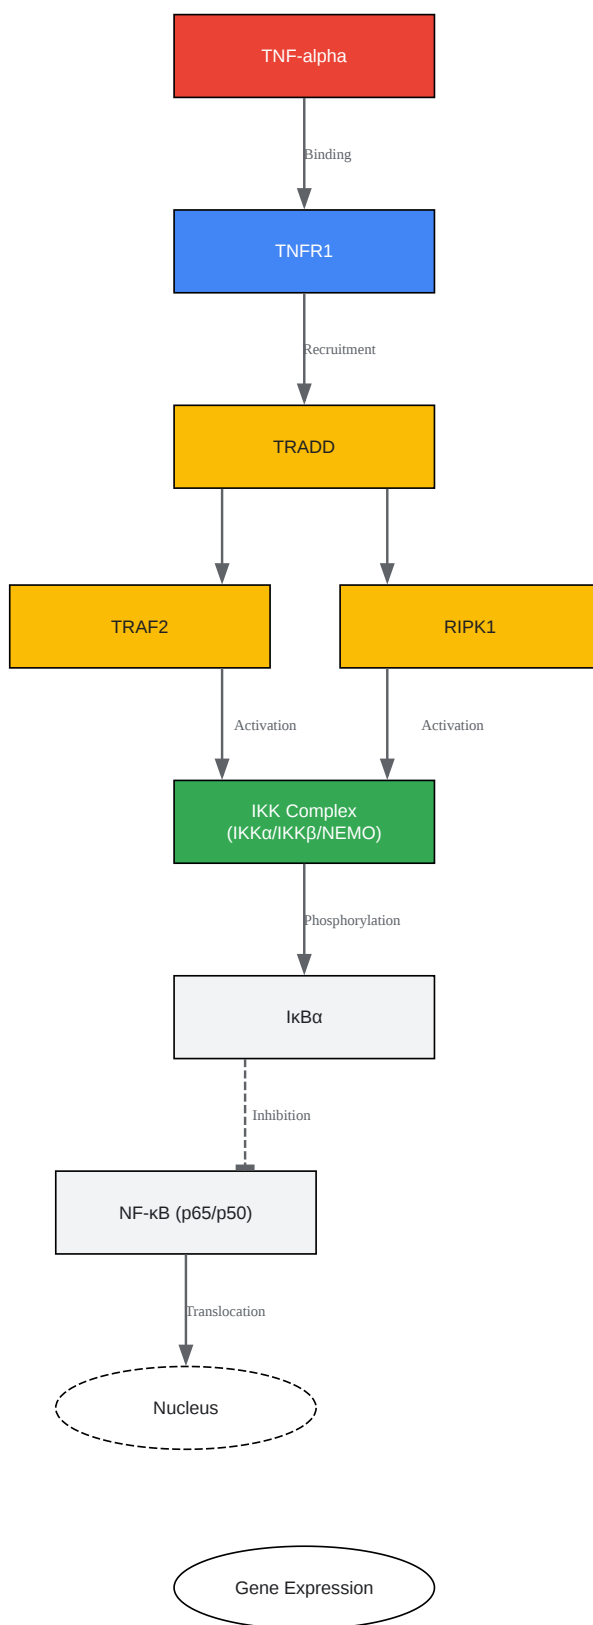 TNF-alpha
Binding
TNFR1
Recruitment
TRADD
TRAF2
RIPK1
Activation
Activation
IKK Complex
(IKKα/IKKβ/NEMO)
Phosphorylation
IκBα
Inhibition
NF-κB (p65/p50)
Translocation
Nucleus
Gene Expression